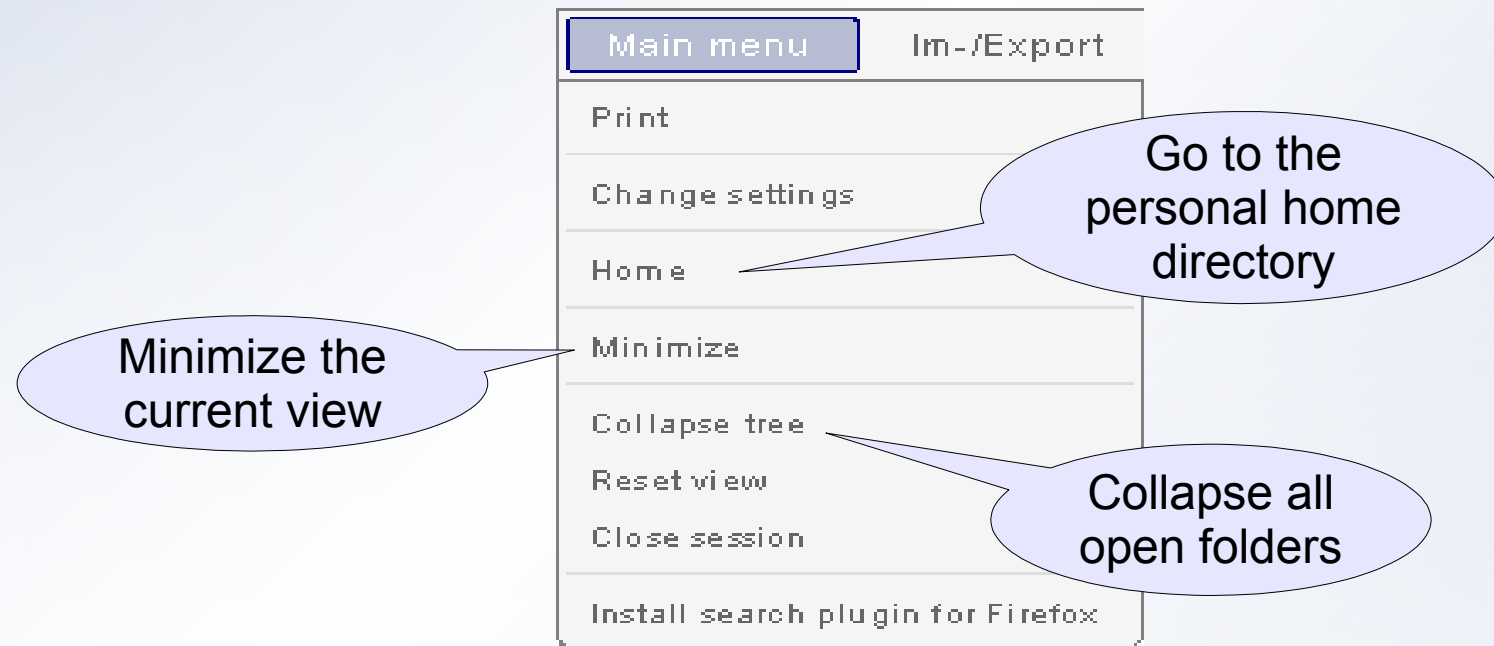 Main menu Im-/Export
Print
Go to the
personal home
directory
Change settings
Home
Minimize the
current view
Minimize
Collapse tree
Reset view
Close session
Collapse all
open folders
Install search plugin for Firefox